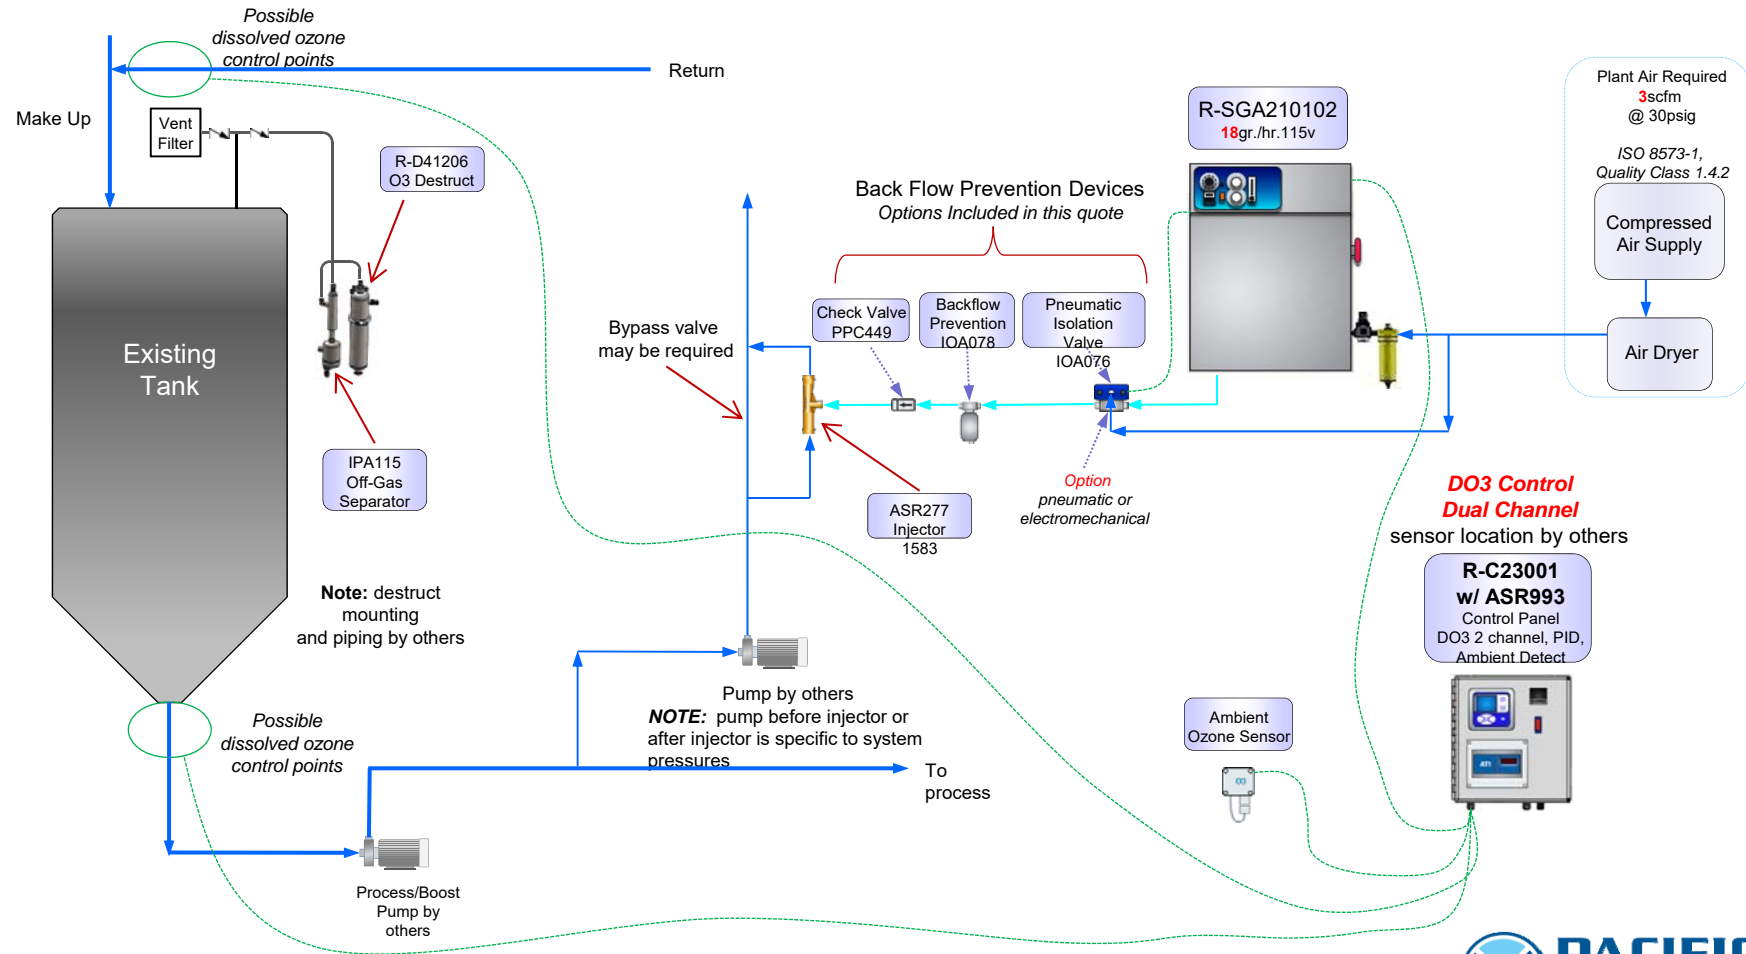 Possible
dissolved ozone
control points
Return
Make Up
Vent
Filter
R-D41206
O3 Destruct
Existing
Tank
IPA115
Off-Gas
Separator
Note: destruct
mounting
and piping by others
Possible
dissolved ozone
control points
Process/Boost
Pump by
others
Bypass valve
may be required
Back Flow Prevention Devices
Options Included in this quote
Check Valve
PPC449
Backflow
Prevention
IOA078
Pneumatic
Isolation
Valve
IOA076
Option
pneumatic or
electromechanical
ASR277
Injector
1583
Pump by others
NOTE: pump before injector or
after injector is specific to system
pressures
To
process
R-SGA210102
18gr./hr.115v
Plant Air Required
3scfm
@ 30psig
ISO 8573-1,
Quality Class 1.4.2
Compressed
Air Supply
Air Dryer
DO3 Control
Dual Channel
sensor location by others
R-C23001
w/ ASR993
Control Panel
DO3 2 channel, PID,
Ambient Detect
Ambient
Ozone Sensor
O3
ATI
PACIFIC